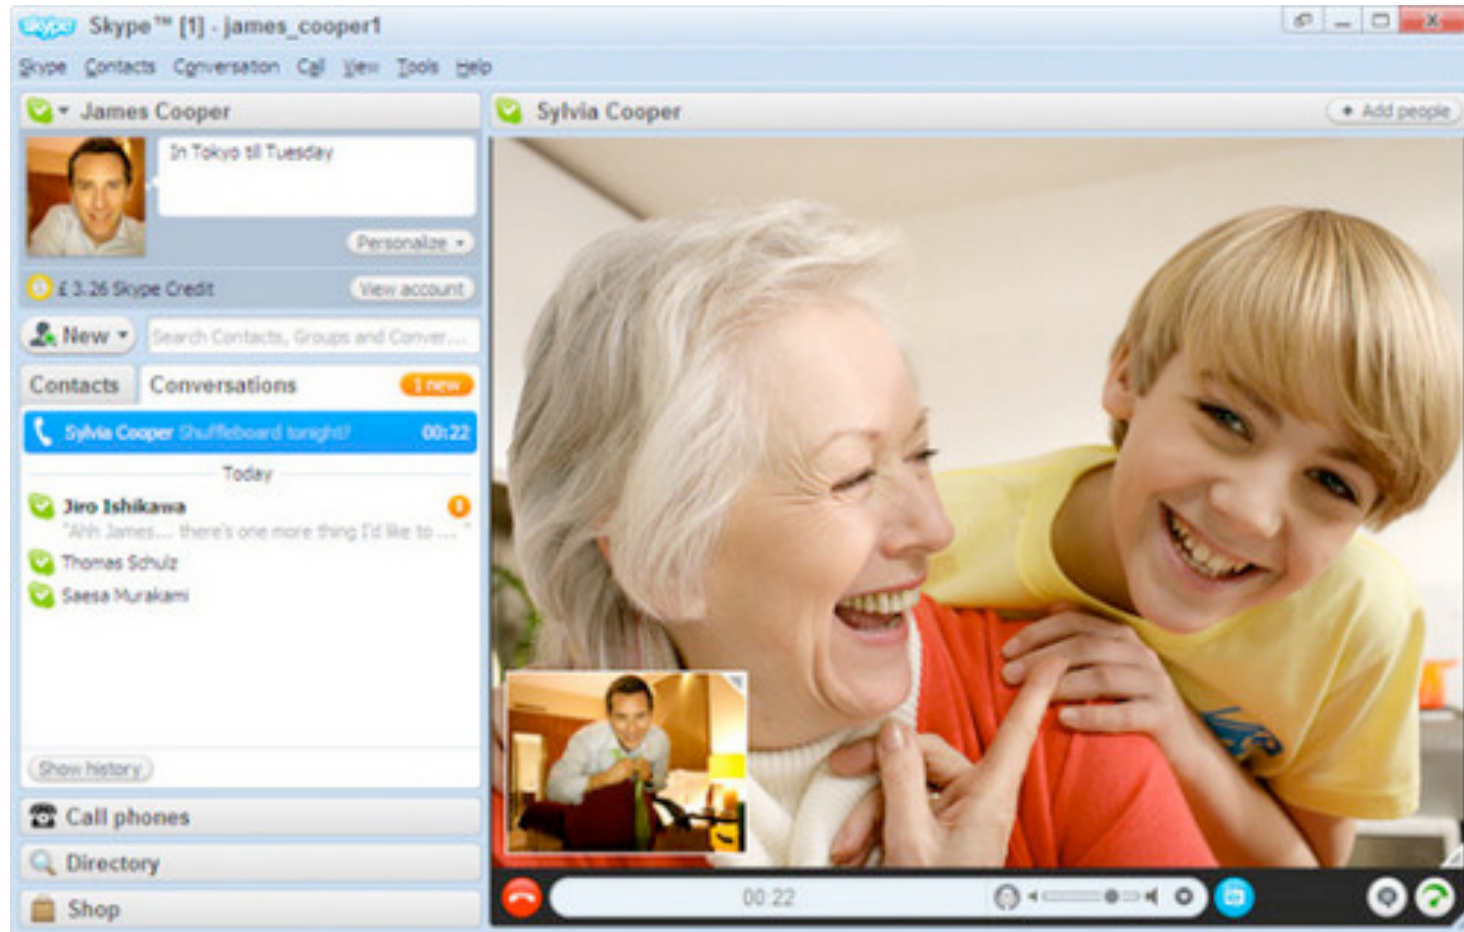 skype Skype™ [1] - james_cooper1
Skype Contacts Conversation Call View Tools Help
James Cooper
In Tokyo till Tuesday
Personalize
£ 3.26 Skype Credit
View account
New
Search Contacts, Groups and Conver...
Contacts Conversations 1 new
Sylvia Cooper Shuffleboard tonight? 00:22
Today
Jiro Ishikawa
"Ahh James... there's one more thing I'd like to ... "
Thomas Schulz
Saesa Murakami
Show history
Call phones
Directory
Shop
Sylvia Cooper
+ Add people
00:22